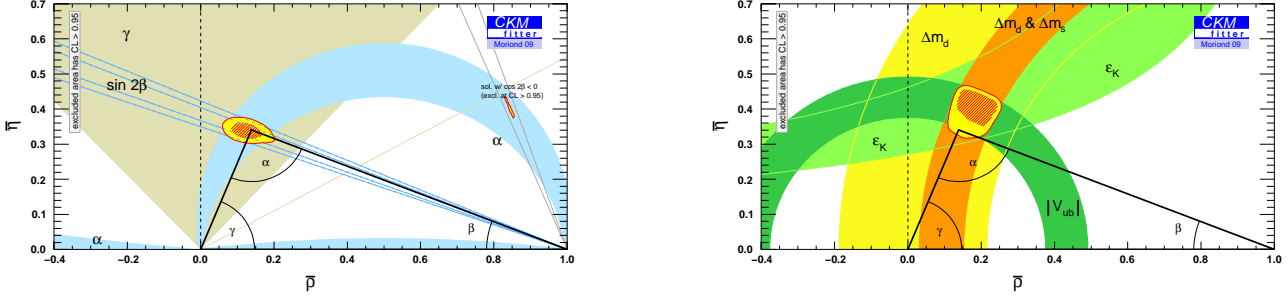 0.7
0.6
0.5
0.4
0.3
0.2
0.1
0.0
η̄
excluded area has CL > 0.95
γ
sin 2β
CKM
fitter
Moriond 09
sol. w/ cos 2β < 0
(excl. at CL > 0.95)
α
α
α
γ
β
-0.4 -0.2 0.0 0.2 0.4 0.6 0.8 1.0
ρ̄
0.7
0.6
0.5
0.4
0.3
0.2
0.1
0.0
η̄
excluded area has CL > 0.95
Δm_d
Δm_d & Δm_s
CKM
fitter
Moriond 09
ε_K
ε_K
α
|V_ub|
γ
β
-0.4 -0.2 0.0 0.2 0.4 0.6 0.8 1.0
ρ̄